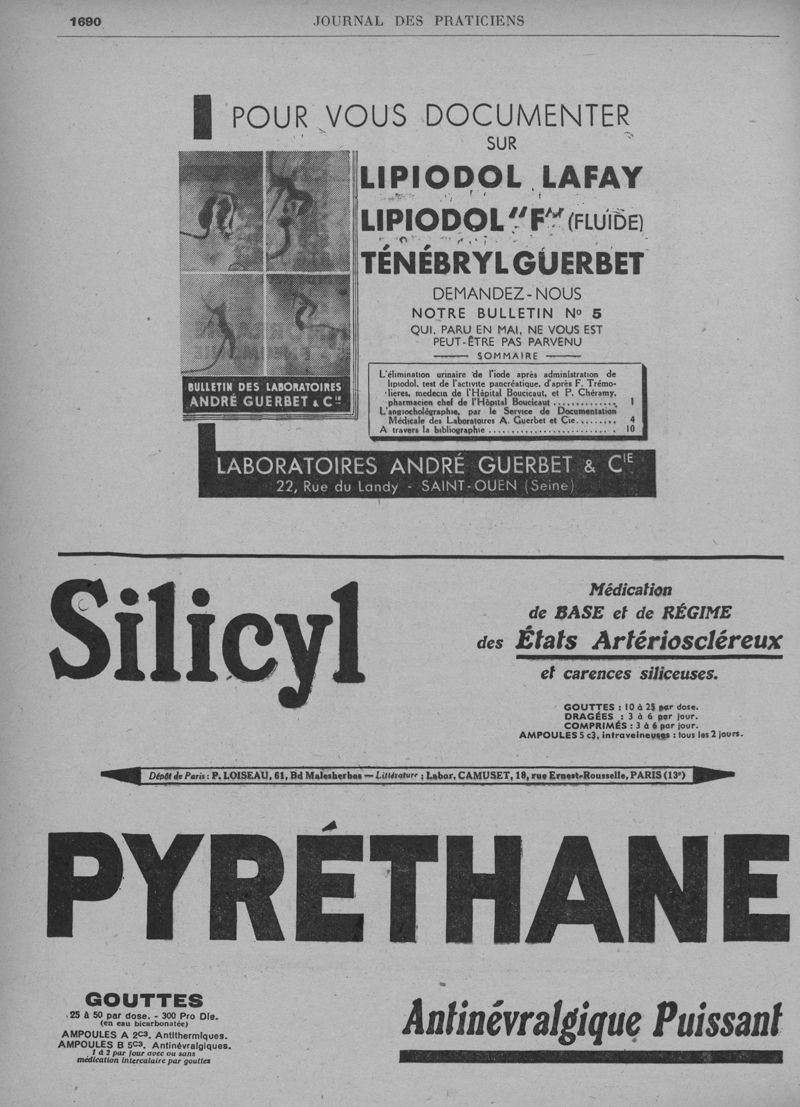 1690
JOURNAL DES PRATICIENS
POUR VOUS DOCUMENTER
SUR
LIPIODOL LAFAY
LIPIODOL "F" (FLUIDE)
TÉNÉBRYL GUERBET
DEMANDEZ-NOUS
NOTRE BULLETIN No 5
QUI, PARU EN MAI, NE VOUS EST
PEUT-ÊTRE PAS PARVENU
SOMMAIRE
L'élimination urinaire de l'iode après administration de
lipiodol, test de l'activité pancréatique, d'après F. Trémo-
lieres, medecin de l'Hôpital Boucicaut, et P. Chéramy,
pharmacien chef de l'Hôpital Boucicaut ............. 1
L'angiocholégraphie, par le Service de Documentation
Médicale des Laboratoires A. Guerbet et Cie......... 4
A travers la bibliographie .......................... 10
BULLETIN DES LABORATOIRES
ANDRÉ GUERBET & CIE
LABORATOIRES ANDRÉ GUERBET & CIE
22, Rue du Landy - SAINT-OUEN (Seine)
Silicyl
Médication
de BASE et de RÉGIME
des États Artérioscléreux
et carences siliceuses.
GOUTTES : 10 à 25 par dose.
DRAGÉES : 3 à 6 par jour.
COMPRIMÉS : 3 à 6 par jour.
AMPOULES 5 c3, intraveineuses : tous les 2 jours.
Dépôt de Paris : P. LOISEAU, 61, Bd Malesherbes — Littérature : Labor. CAMUSET, 18, rue Ernest-Rousselle, PARIS (13e)
PYRÉTHANE
GOUTTES
25 à 50 par dose. - 300 Pro Die.
(en eau bicarbonatée)
AMPOULES A 2c3. Antithermiques.
AMPOULES B 5c3. Antinévralgiques.
1 à 2 par jour avec ou sans
médication intercalaire par gouttes
Antinévralgique Puissant